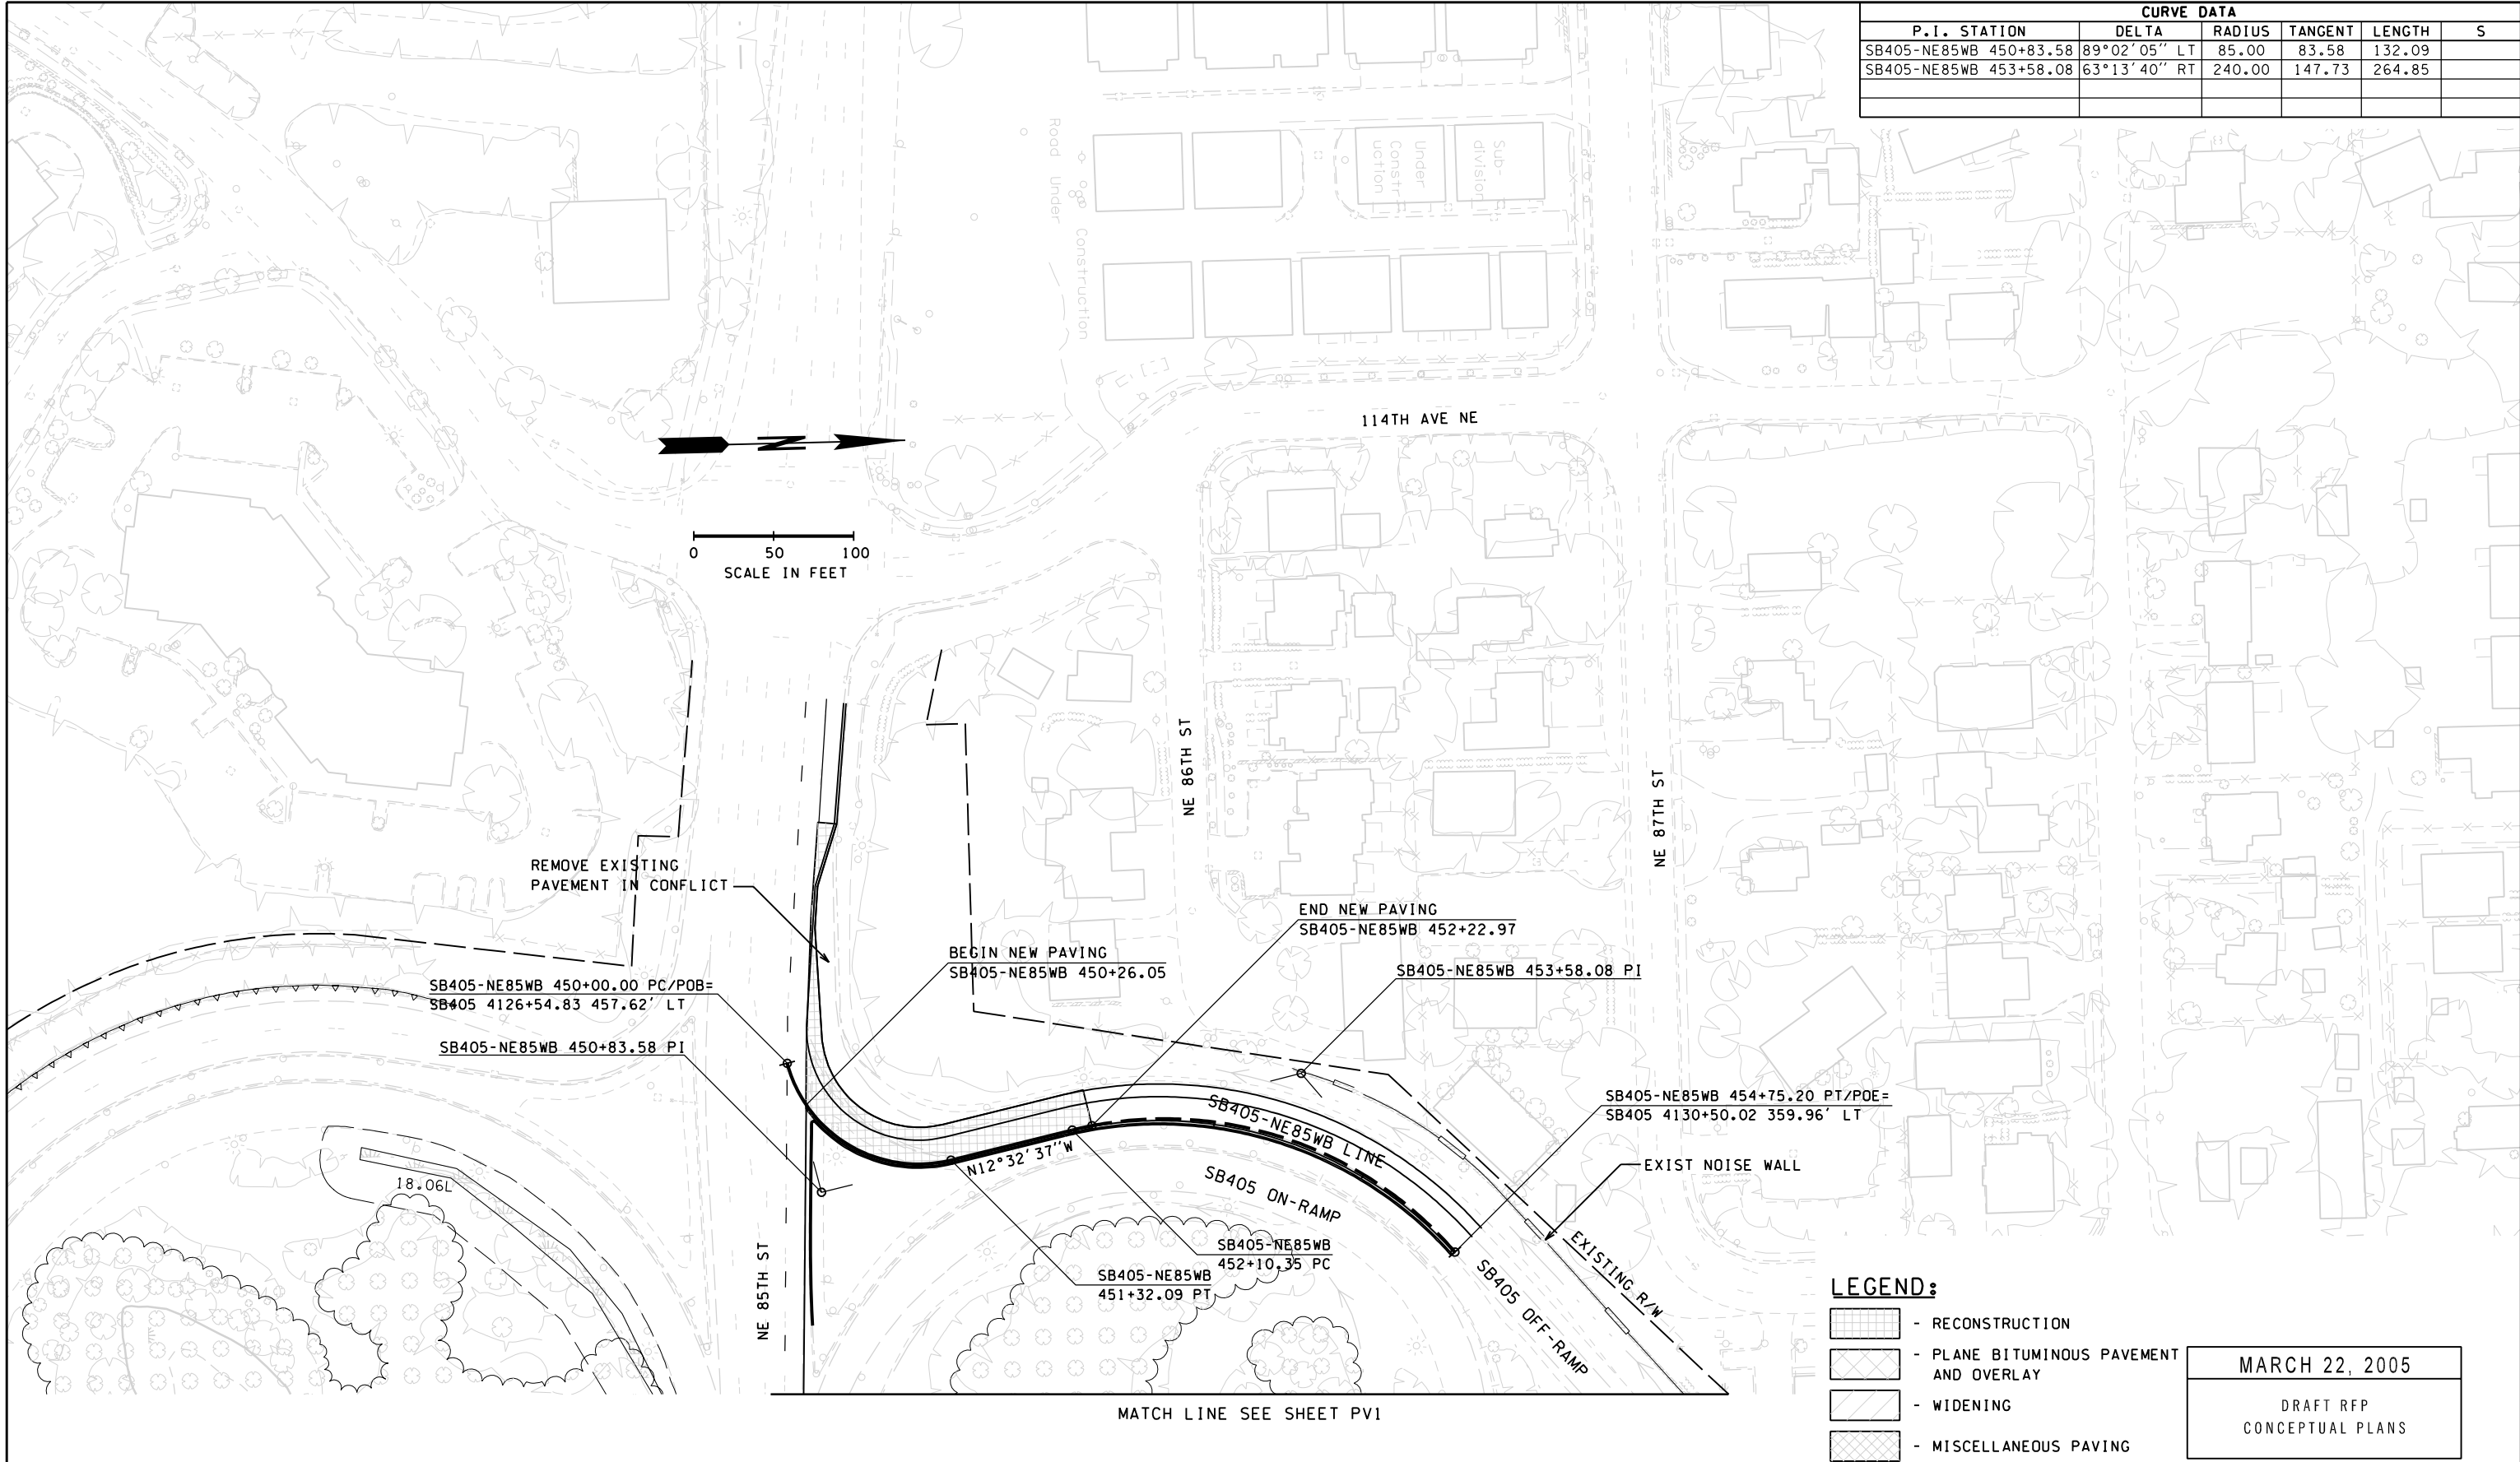 CURVE DATA
P.I. STATION DELTA RADIUS TANGENT LENGTH S
SB405-NE85WB 450+83.58 89°02'05" LT 85.00 83.58 132.09
SB405-NE85WB 453+58.08 63°13'40" RT 240.00 147.73 264.85
Road Under Construction
Under
Constr
uction
Sub-
division
114TH AVE NE
N
0 50 100
SCALE IN FEET
NE 86TH ST
NE 87TH ST
REMOVE EXISTING
PAVEMENT IN CONFLICT
END NEW PAVING
SB405-NE85WB 452+22.97
BEGIN NEW PAVING
SB405-NE85WB 450+26.05
SB405-NE85WB 453+58.08 PI
SB405-NE85WB 450+00.00 PC/POB=
SB405 4126+54.83 457.62' LT
SB405-NE85WB 450+83.58 PI
SB405-NE85WB 454+75.20 PT/POE=
SB405 4130+50.02 359.96' LT
SB405-NE85WB LINE
N12°32'37"W
EXIST NOISE WALL
18.06L
SB405 ON-RAMP
SB405-NE85WB
452+10.35 PC
SB405-NE85WB
451+32.09 PT
NE 85TH ST
EXISTING R/W
SB405 OFF-RAMP
MATCH LINE SEE SHEET PV1
LEGEND:
- RECONSTRUCTION
- PLANE BITUMINOUS PAVEMENT
AND OVERLAY
- WIDENING
- MISCELLANEOUS PAVING
MARCH 22, 2005
DRAFT RFP
CONCEPTUAL PLANS